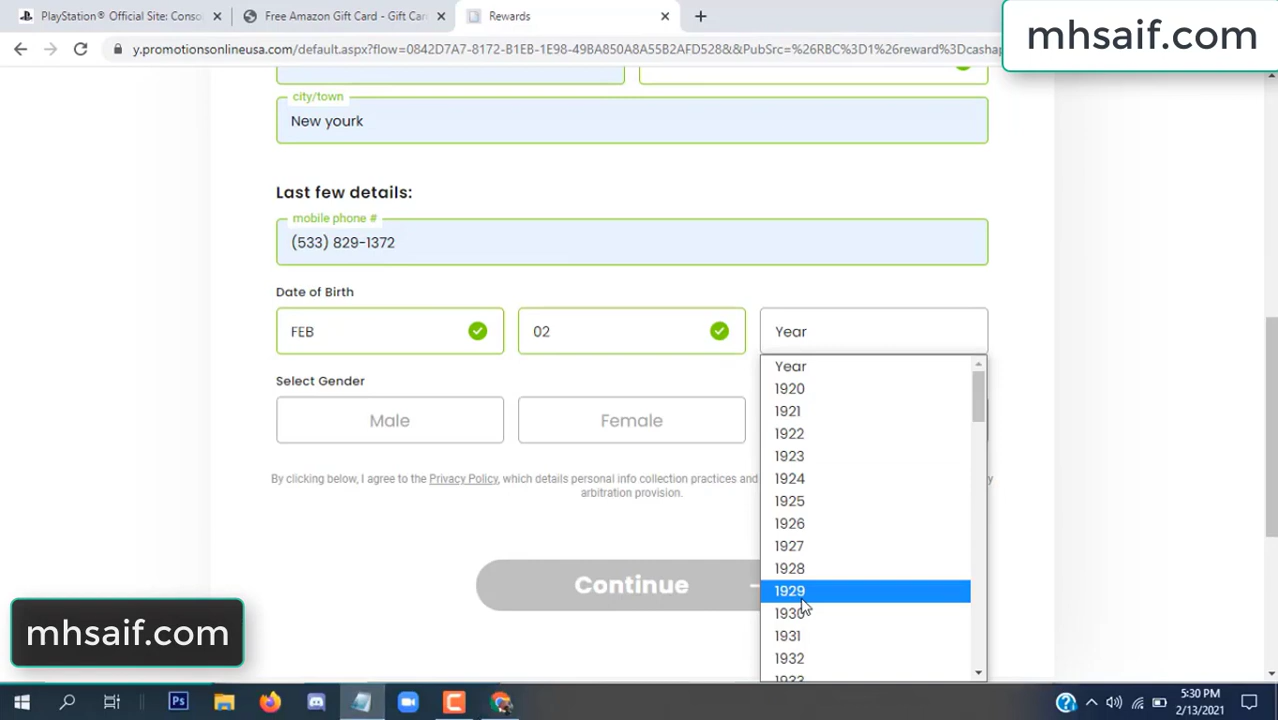 PlayStation® Official Site: Conso
Free Amazon Gift Card - Gift Car
Rewards
mhsaif.com
y.promotionsonlineusa.com/default.aspx?flow=0842D7A7-8172-B1EB-1E98-49BA850A8A55B2AFD528&&PubSrc=%26RBC%3D1%26reward%3Dcashap
city/town
New yourk
Last few details:
mobile phone #
(533) 829-1372
Date of Birth
FEB
02
Year
Year
1920
1921
1922
1923
1924
1925
1926
1927
1928
1929
1930
1931
1932
1933
Select Gender
Male
Female
By clicking below, I agree to the Privacy Policy, which details personal info collection practices and
arbitration provision.
Continue
mhsaif.com
Ps
5:30 PM
2/13/2021